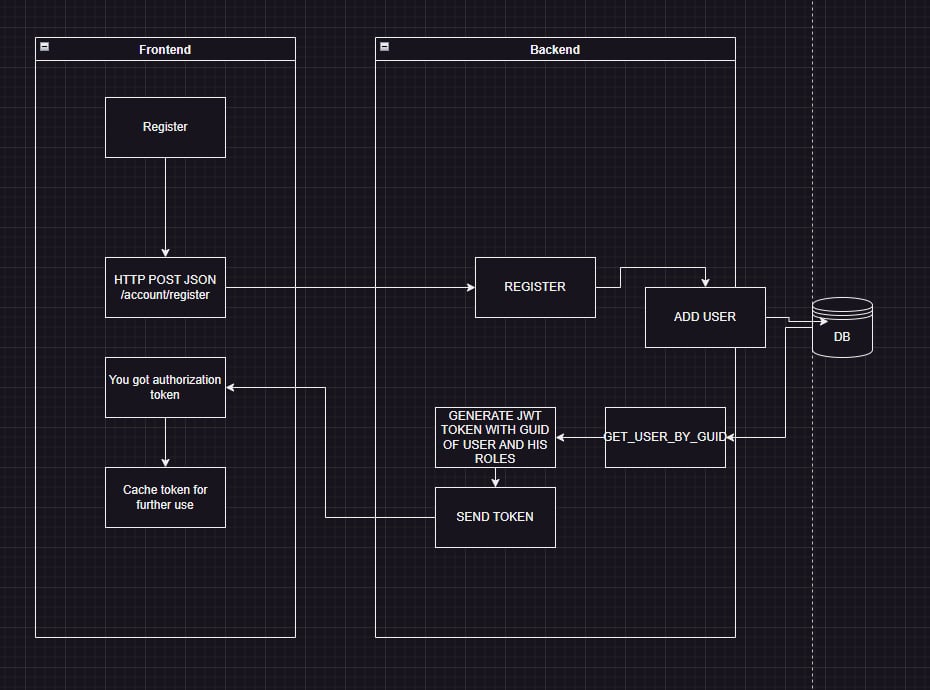 Frontend
Backend
Register
HTTP POST JSON
/account/register
REGISTER
ADD USER
DB
You got authorization
token
GENERATE JWT
TOKEN WITH GUID
OF USER AND HIS
ROLES
GET_USER_BY_GUID
Cache token for
further use
SEND TOKEN